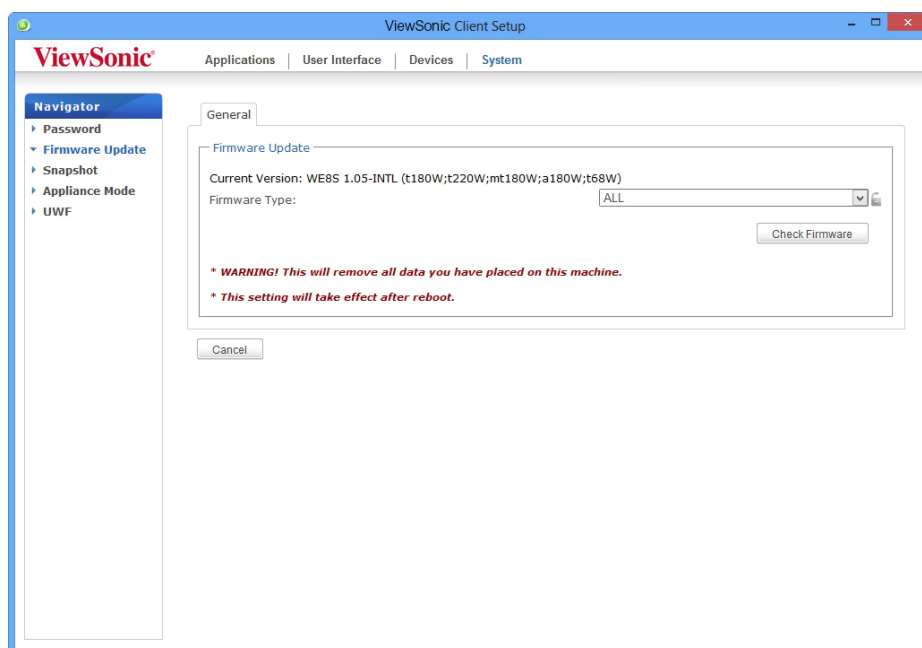 ViewSonic Client Setup
ViewSonic®
Applications | User Interface | Devices | System
Navigator
Password
Firmware Update
Snapshot
Appliance Mode
UWF
General
Firmware Update
Current Version: WE8S 1.05-INTL (t180W;t220W;mt180W;a180W;t68W)
Firmware Type: ALL
Check Firmware
* WARNING! This will remove all data you have placed on this machine.
* This setting will take effect after reboot.
Cancel